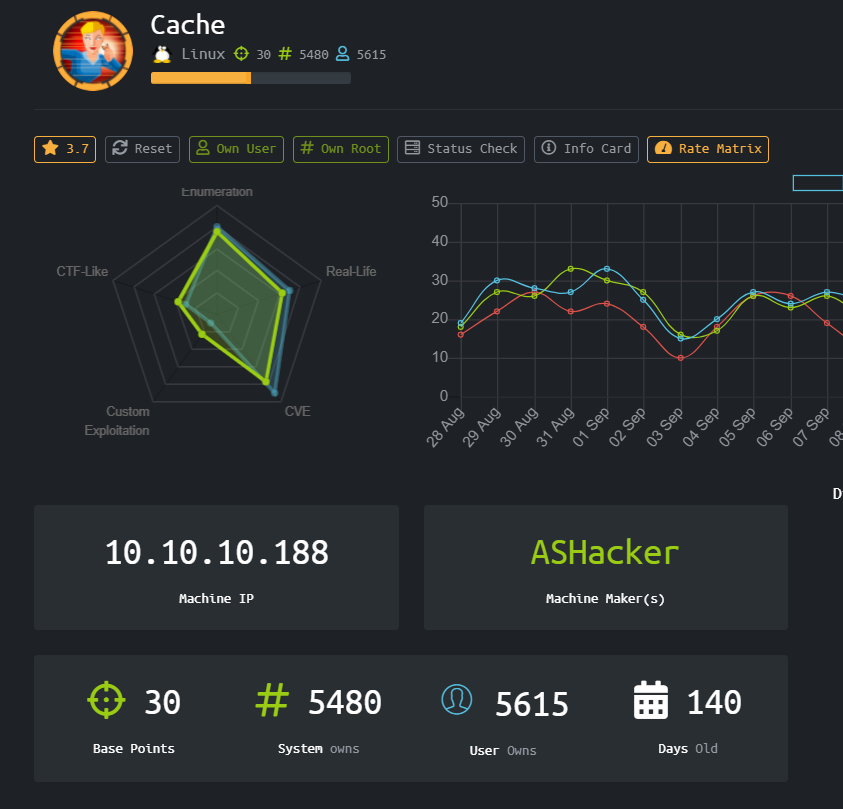 Cache
Linux 30 # 5480 5615
3.7 Reset Own User # Own Root Status Check Info Card Rate Matrix
Enumeration
CTF-Like
Real-Life
Custom
Exploitation
CVE
50
40
30
20
10
0
28 Aug 29 Aug 30 Aug 31 Aug 01 Sep 02 Sep 03 Sep 04 Sep 05 Sep 06 Sep 07 Sep 08
10.10.10.188
Machine IP
ASHacker
Machine Maker(s)
30 # 5480 5615 140
Base Points System owns User Owns Days Old